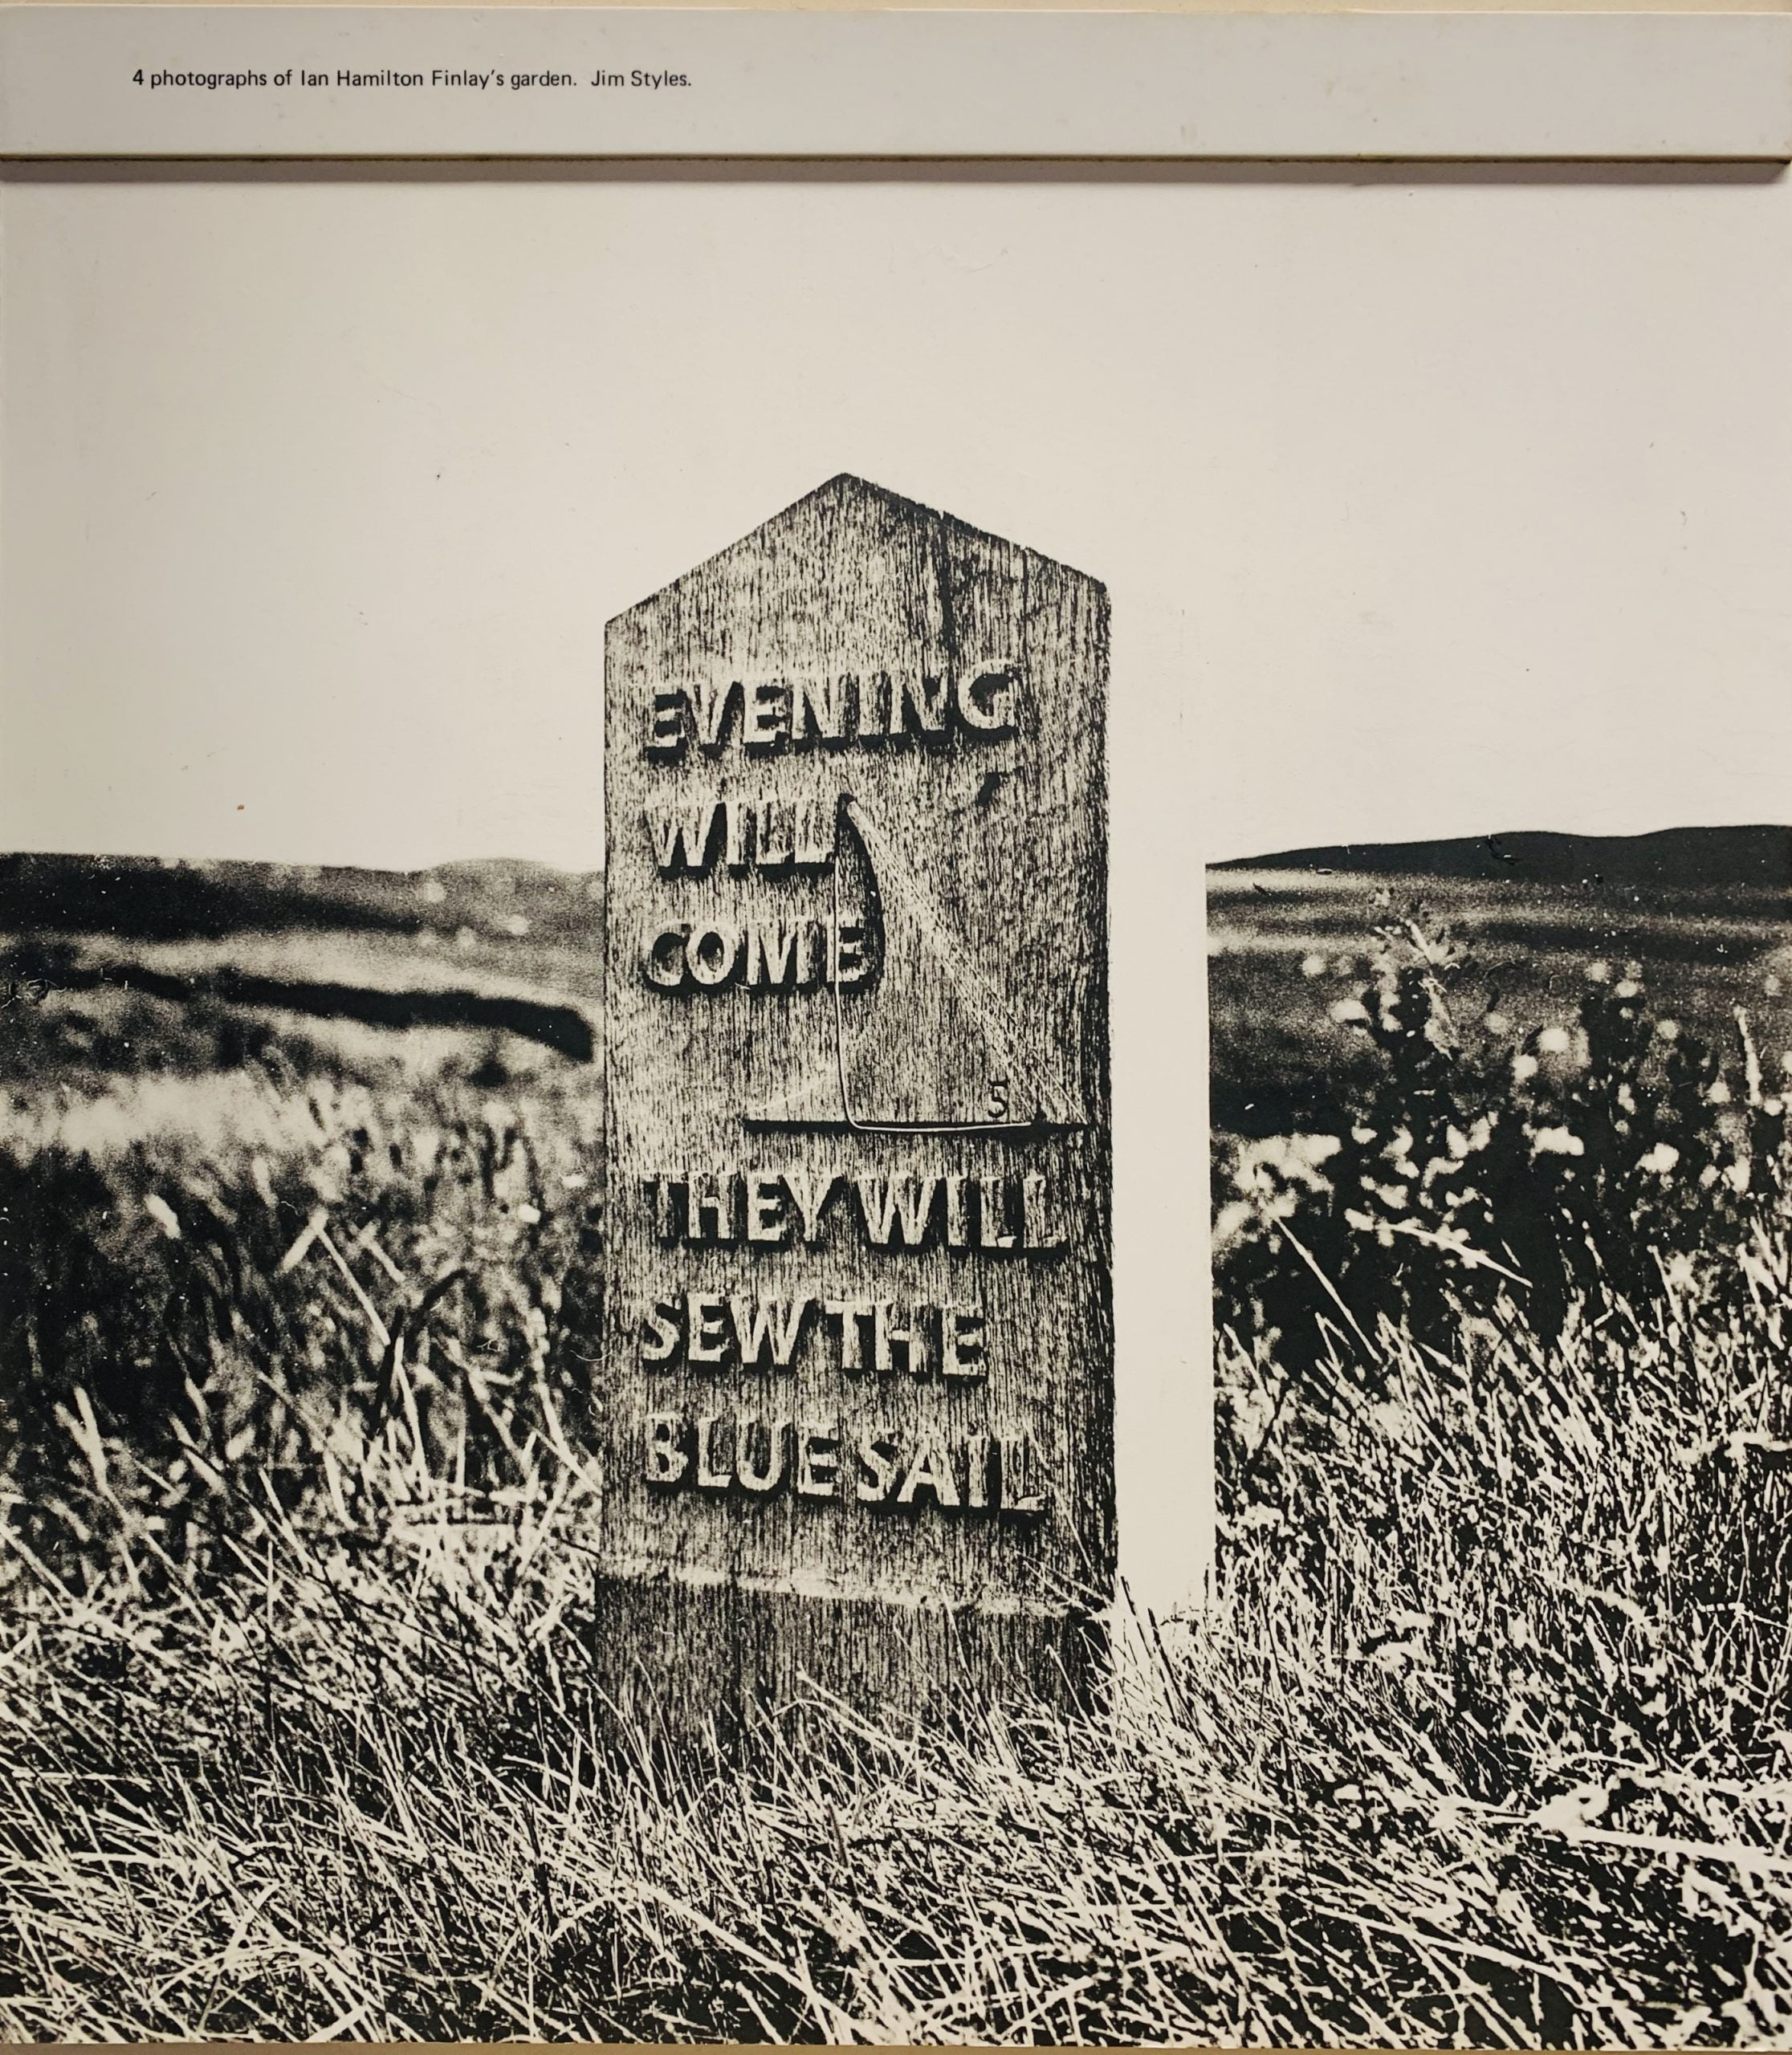 4 photographs of Ian Hamilton Finlay's garden. Jim Styles.
EVENING
WILL
COME
5
THEY WILL
SEW THE
BLUE SAIL